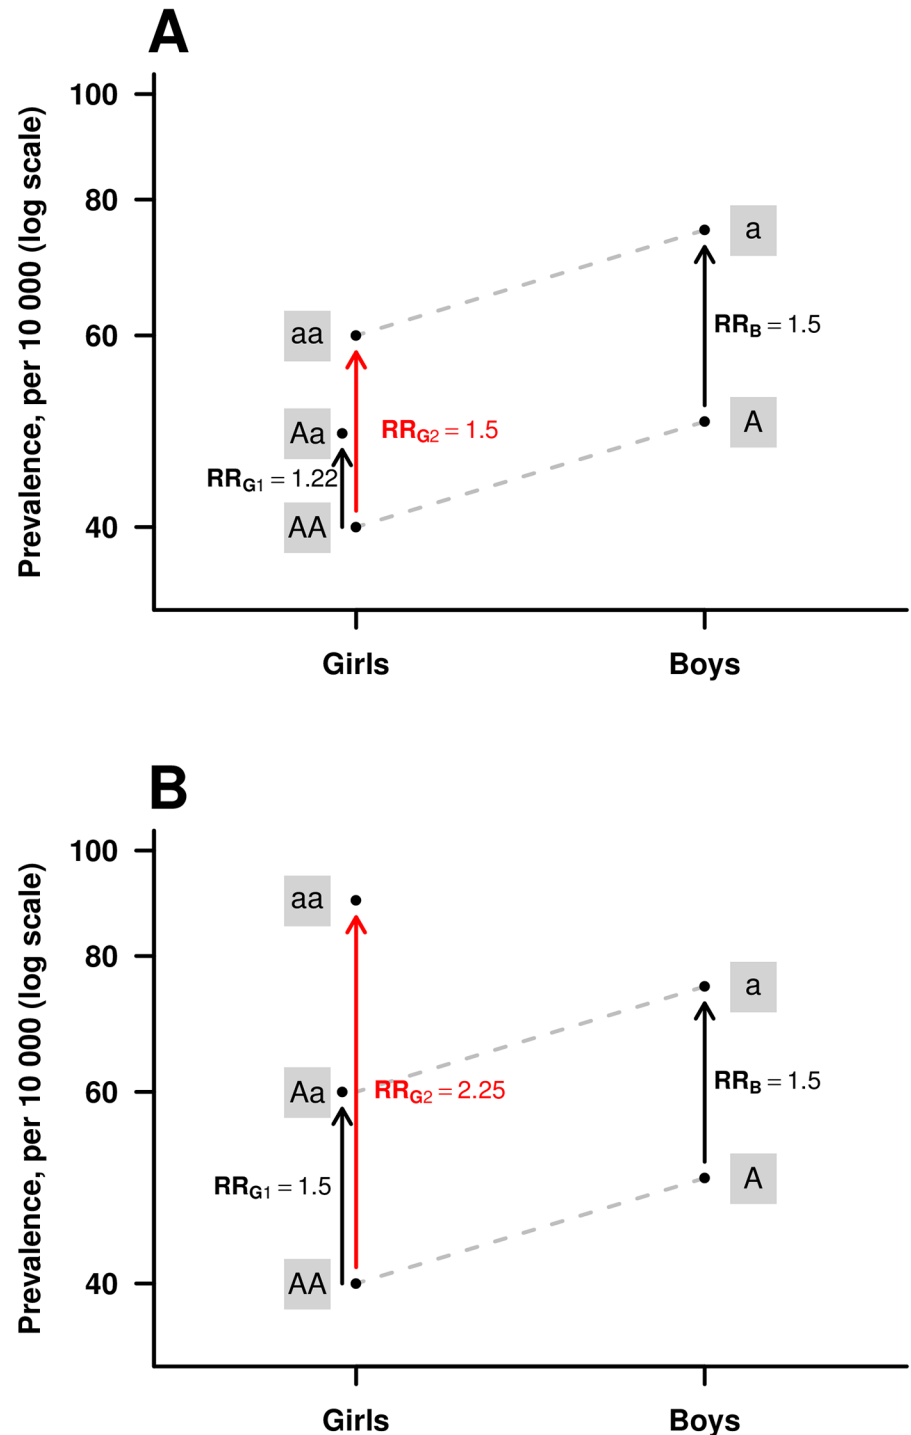 A
Prevalence, per 10 000 (log scale)
100
80
60
40
aa
Aa
AA
RRG1 = 1.22
RRG2 = 1.5
a
RRB = 1.5
A
Girls
Boys
B
Prevalence, per 10 000 (log scale)
100
80
60
40
aa
Aa
AA
RRG2 = 2.25
RRG1 = 1.5
a
RRB = 1.5
A
Girls
Boys